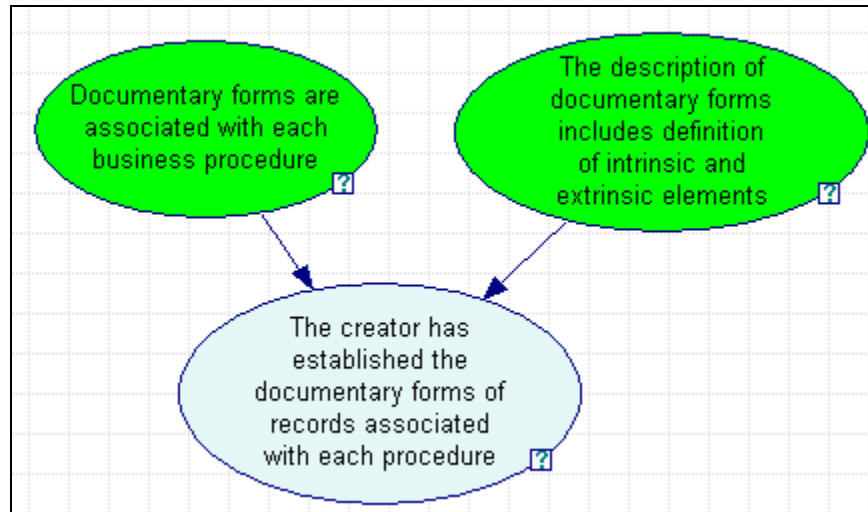 Documentary forms are
associated with each
business procedure
?
The description of
documentary forms
includes definition
of intrinsic and
extrinsic elements
?
The creator has
established the
documentary forms of
records associated
with each procedure
?